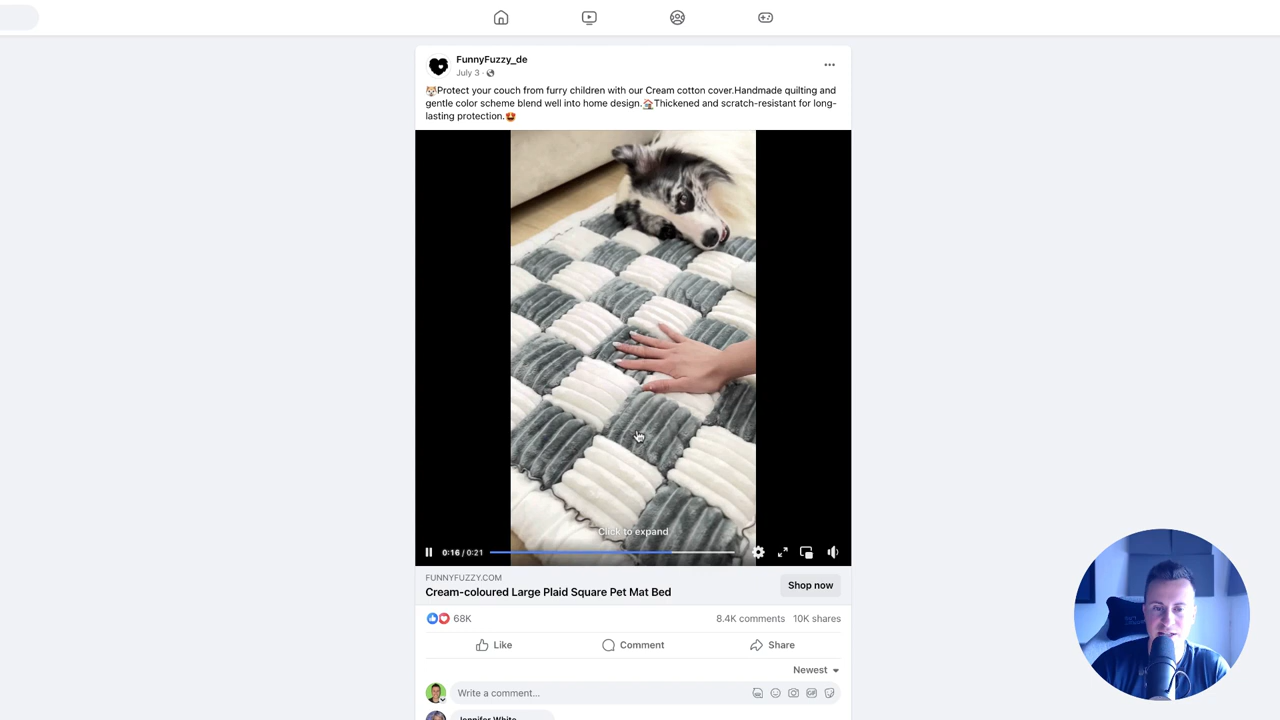 FunnyFuzzy_de
July 3 ·
🐯Protect your couch from furry children with our Cream cotton cover.Handmade quilting and
gentle color scheme blend well into home design.🏠Thickened and scratch-resistant for long-
lasting protection.😍
Click to expand
0:16 / 0:21
FUNNYFUZZY.COM
Cream-coloured Large Plaid Square Pet Mat Bed
Shop now
68K
8.4K comments 10K shares
Like
Comment
Share
Newest
Write a comment...
GIF
Jennifer White